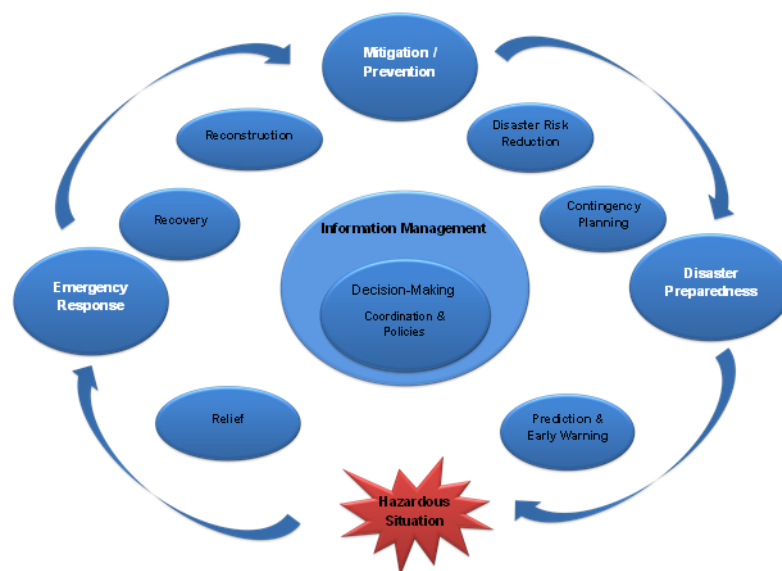 Mitigation /
Prevention
Reconstruction
Disaster Risk
Reduction
Recovery
Contingency
Planning
Information Management
Emergency
Response
Disaster
Preparedness
Decision-Making
Coordination &
Policies
Relief
Prediction &
Early Warning
Hazardous
Situation